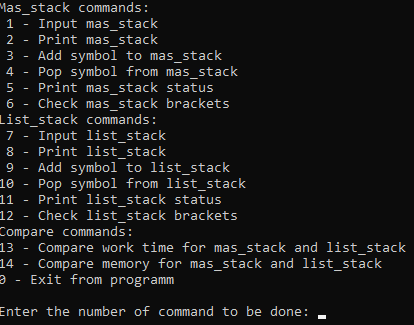 Mas_stack commands:
1 - Input mas_stack
2 - Print mas_stack
3 - Add symbol to mas_stack
4 - Pop symbol from mas_stack
5 - Print mas_stack status
6 - Check mas_stack brackets
List_stack commands:
7 - Input list_stack
8 - Print list_stack
9 - Add symbol to list_stack
10 - Pop symbol from list_stack
11 - Print list_stack status
12 - Check list_stack brackets
Compare commands:
13 - Compare work time for mas_stack and list_stack
14 - Compare memory for mas_stack and list_stack
0 - Exit from programm
Enter the number of command to be done: